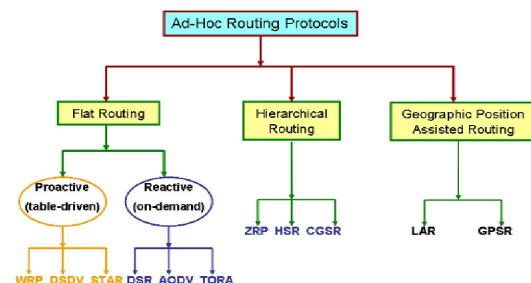 Ad-Hoc Routing Protocols
Flat Routing
Hierarchical
Routing
Geographic Position
Assisted Routing
Proactive
(table-driven)
Reactive
(on-demand)
ZRP HSR CGSR
LAR GPSR
WRP DSDV STAR
DSR AODV TORA